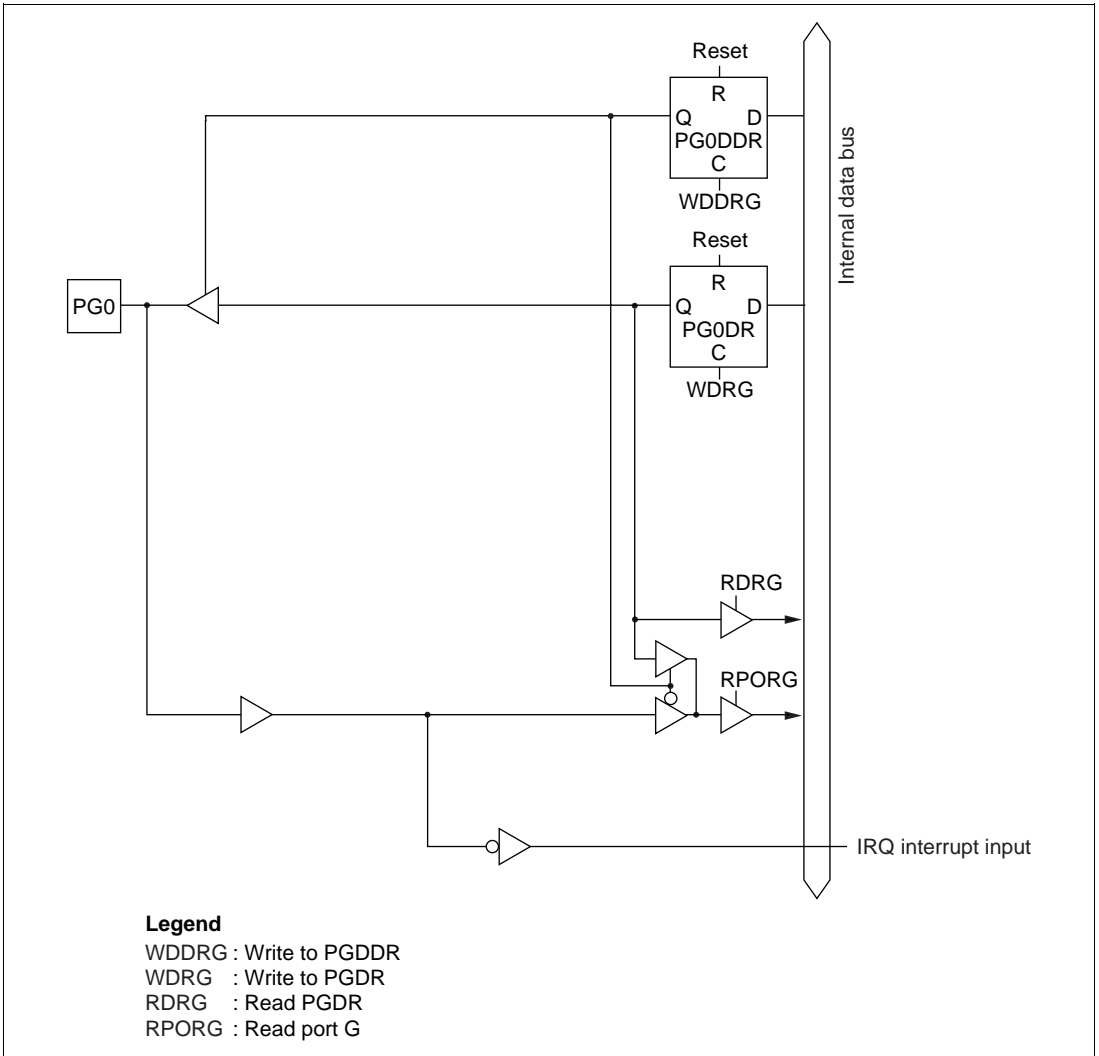 Reset
R
Q D
PG0DDR
C
WDDRG
Internal data bus
Reset
R
PG0
Q D
PG0DR
C
WDRG
RDRG
RPORG
IRQ interrupt input
Legend
WDDRG : Write to PGDDR
WDRG : Write to PGDR
RDRG : Read PGDR
RPORG : Read port G